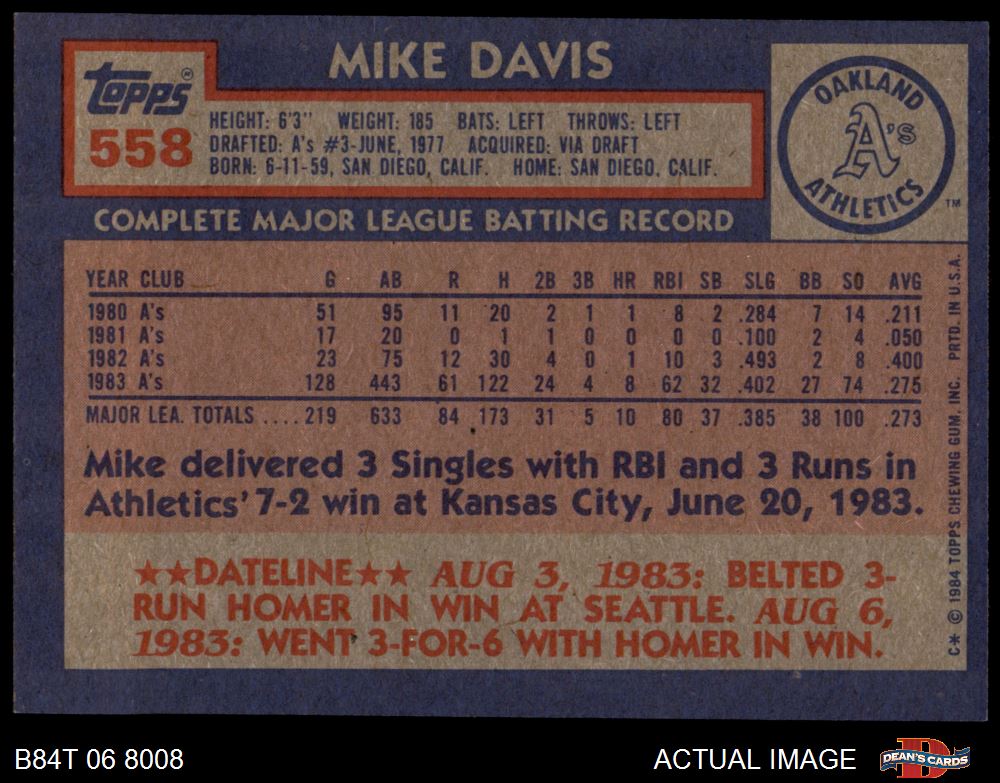 MIKE DAVIS
topps®
558
HEIGHT: 6'3" WEIGHT: 185 BATS: LEFT THROWS: LEFT
DRAFTED: A's #3-JUNE, 1977 ACQUIRED: VIA DRAFT
BORN: 6-11-59, SAN DIEGO, CALIF. HOME: SAN DIEGO, CALIF.
OAKLAND
A's
ATHLETICS
TM
COMPLETE MAJOR LEAGUE BATTING RECORD
YEAR CLUB G AB R H 2B 3B HR RBI SB SLG BB SO AVG
1980 A's 51 95 11 20 2 1 1 8 2 .284 7 14 .211
1981 A's 17 20 0 1 1 0 0 0 0 .100 2 4 .050
1982 A's 23 75 12 30 4 0 1 10 3 .493 2 8 .400
1983 A's 128 443 61 122 24 4 8 62 32 .402 27 74 .275
MAJOR LEA. TOTALS .... 219 633 84 173 31 5 10 80 37 .385 38 100 .273
Mike delivered 3 Singles with RBI and 3 Runs in
Athletics' 7-2 win at Kansas City, June 20, 1983.
★★DATELINE★★ AUG 3, 1983: BELTED 3-
RUN HOMER IN WIN AT SEATTLE. AUG 6,
1983: WENT 3-FOR-6 WITH HOMER IN WIN.
C* © 1984 TOPPS CHEWING GUM, INC. PRTD. IN U.S.A.
B84T 06 8008
ACTUAL IMAGE
D
DEAN'S CARDS